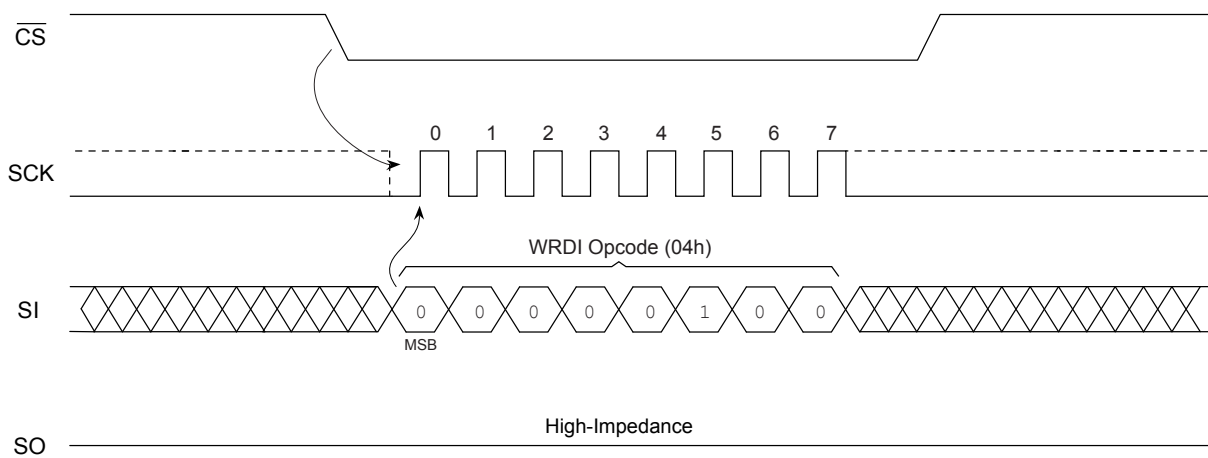 CS
0 1 2 3 4 5 6 7
SCK
WRDI Opcode (04h)
SI
0 0 0 0 0 1 0 0
MSB
High-Impedance
SO